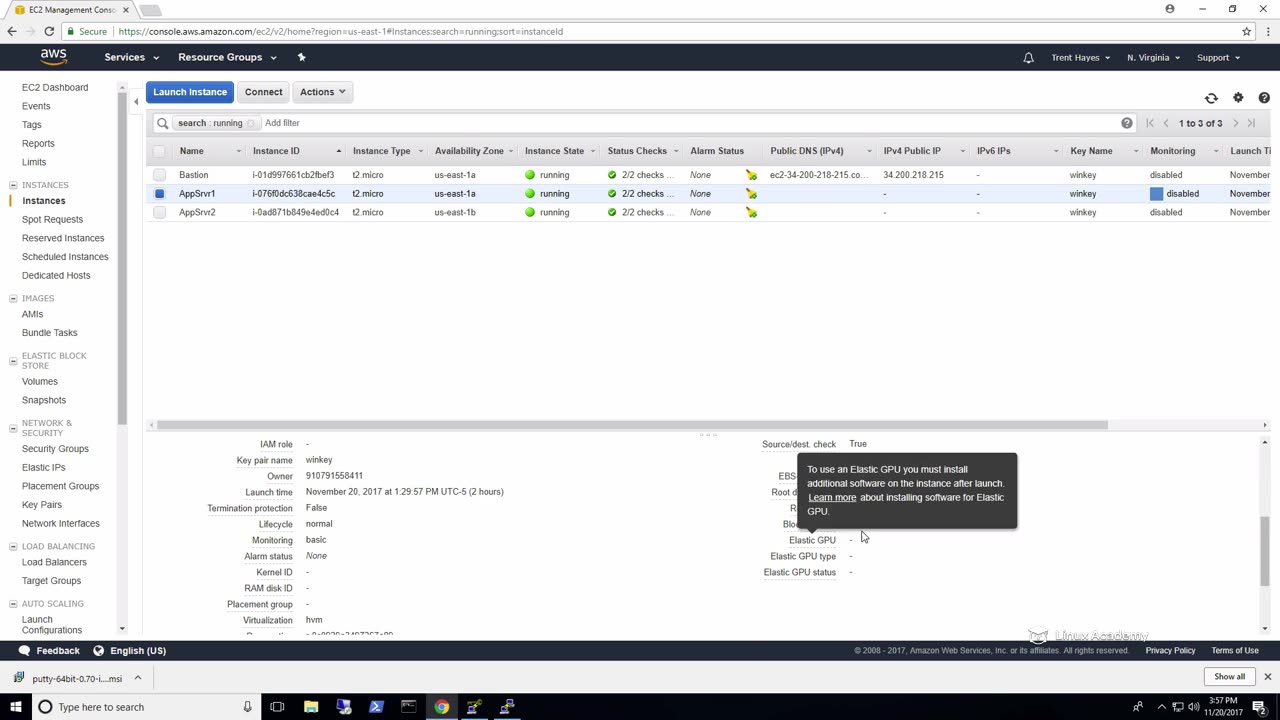 EC2 Management Conso
Secure
https://console.aws.amazon.com/ec2/v2/home?region=us-east-1#Instances:search=running;sort=instanceId
aws
Services
Resource Groups
Trent Hayes
N. Virginia
Support
EC2 Dashboard
Events
Tags
Reports
Limits
INSTANCES
Instances
Spot Requests
Reserved Instances
Scheduled Instances
Dedicated Hosts
IMAGES
AMIs
Bundle Tasks
ELASTIC BLOCK
STORE
Volumes
Snapshots
NETWORK &
SECURITY
Security Groups
Elastic IPs
Placement Groups
Key Pairs
Network Interfaces
LOAD BALANCING
Load Balancers
Target Groups
AUTO SCALING
Launch
Configurations
Launch Instance
Connect
Actions
search : running
Add filter
1 to 3 of 3
Name Instance ID Instance Type Availability Zone Instance State Status Checks Alarm Status Public DNS (IPv4) IPv4 Public IP IPv6 IPs Key Name Monitoring Launch Ti
Bastion i-01d997661cb2fbef3 t2.micro us-east-1a running 2/2 checks ... None ec2-34-200-218-215.co... 34.200.218.215 - winkey disabled November
AppSrvr1 i-076f0dc638cae4c5c t2.micro us-east-1a running 2/2 checks ... None - - winkey disabled November
AppSrvr2 i-0ad871b849e4ed0c4 t2.micro us-east-1b running 2/2 checks ... None - - winkey disabled November
IAM role -
Key pair name winkey
Owner 910791558411
Launch time November 20, 2017 at 1:29:57 PM UTC-5 (2 hours)
Termination protection False
Lifecycle normal
Monitoring basic
Alarm status None
Kernel ID -
RAM disk ID -
Placement group -
Virtualization hvm
Source/dest. check True
EBS
Root d
Bloc
Elastic GPU -
Elastic GPU type -
Elastic GPU status -
To use an Elastic GPU you must install
additional software on the instance after launch.
Learn more about installing software for Elastic
GPU.
Linux Academy
Feedback
English (US)
© 2008 - 2017, Amazon Web Services, Inc. or its affiliates. All rights reserved.
Privacy Policy
Terms of Use
putty-64bit-0.70-i....msi
Show all
Type here to search
3:57 PM
11/20/2017
2